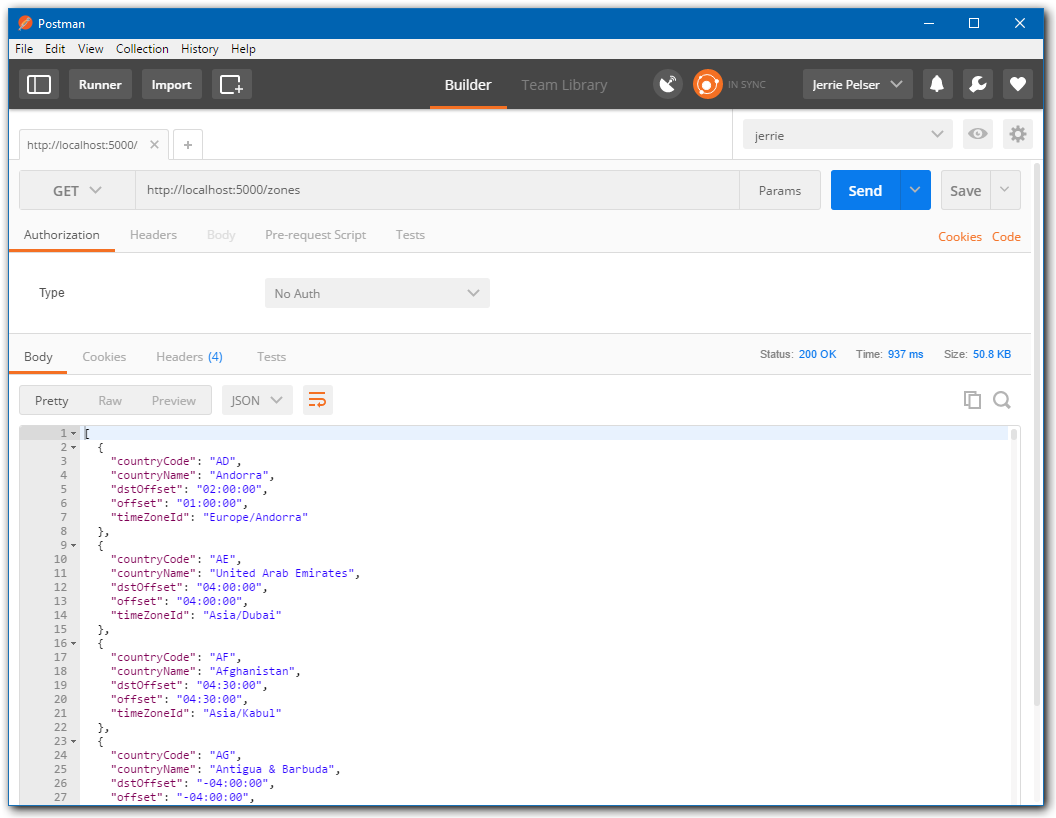 Postman
File Edit View Collection History Help
Runner Import Builder Team Library IN SYNC Jerrie Pelser
http://localhost:5000/ jerrie
GET http://localhost:5000/zones Params Send Save
Authorization Headers Body Pre-request Script Tests Cookies Code
Type No Auth
Body Cookies Headers (4) Tests Status: 200 OK Time: 937 ms Size: 50.8 KB
Pretty Raw Preview JSON
1 [
2 {
3 "countryCode": "AD",
4 "countryName": "Andorra",
5 "dstOffset": "02:00:00",
6 "offset": "01:00:00",
7 "timeZoneId": "Europe/Andorra"
8 },
9 {
10 "countryCode": "AE",
11 "countryName": "United Arab Emirates",
12 "dstOffset": "04:00:00",
13 "offset": "04:00:00",
14 "timeZoneId": "Asia/Dubai"
15 },
16 {
17 "countryCode": "AF",
18 "countryName": "Afghanistan",
19 "dstOffset": "04:30:00",
20 "offset": "04:30:00",
21 "timeZoneId": "Asia/Kabul"
22 },
23 {
24 "countryCode": "AG",
25 "countryName": "Antigua & Barbuda",
26 "dstOffset": "-04:00:00",
27 "offset": "-04:00:00",